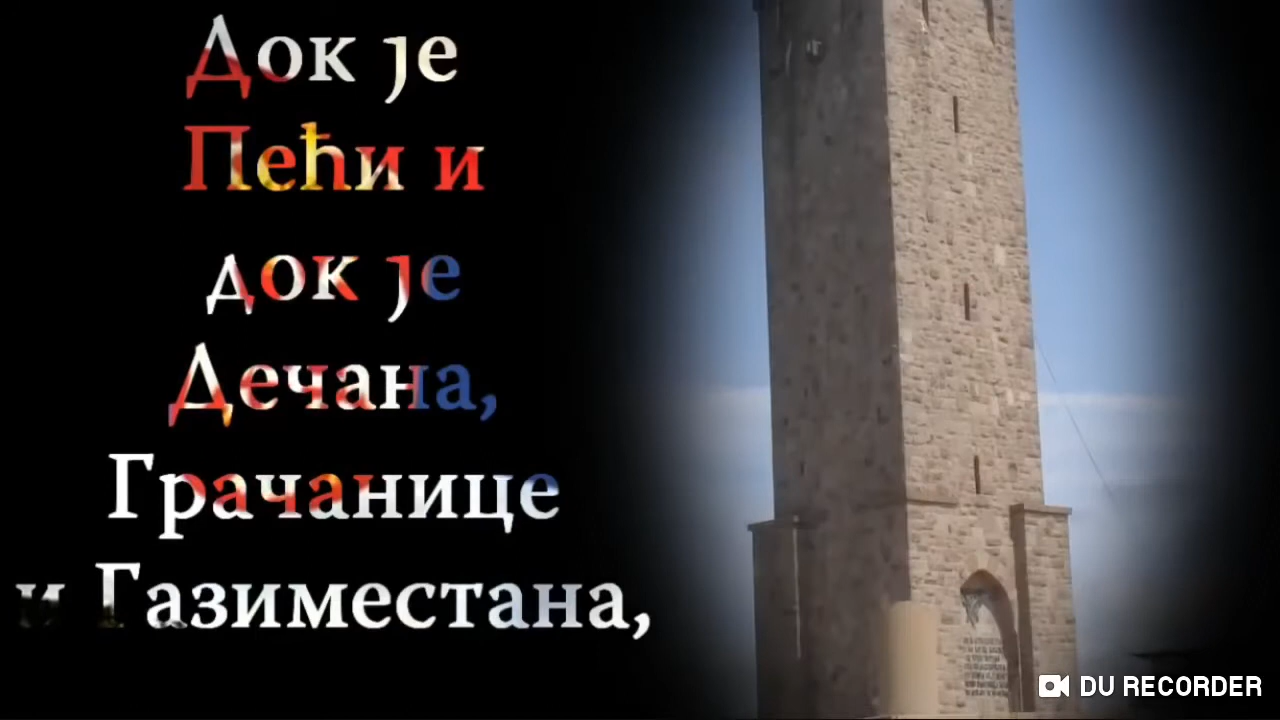 Док је
Пећи и
док је
Дечана,
Грачанице
и Газиместана,
DU RECORDER